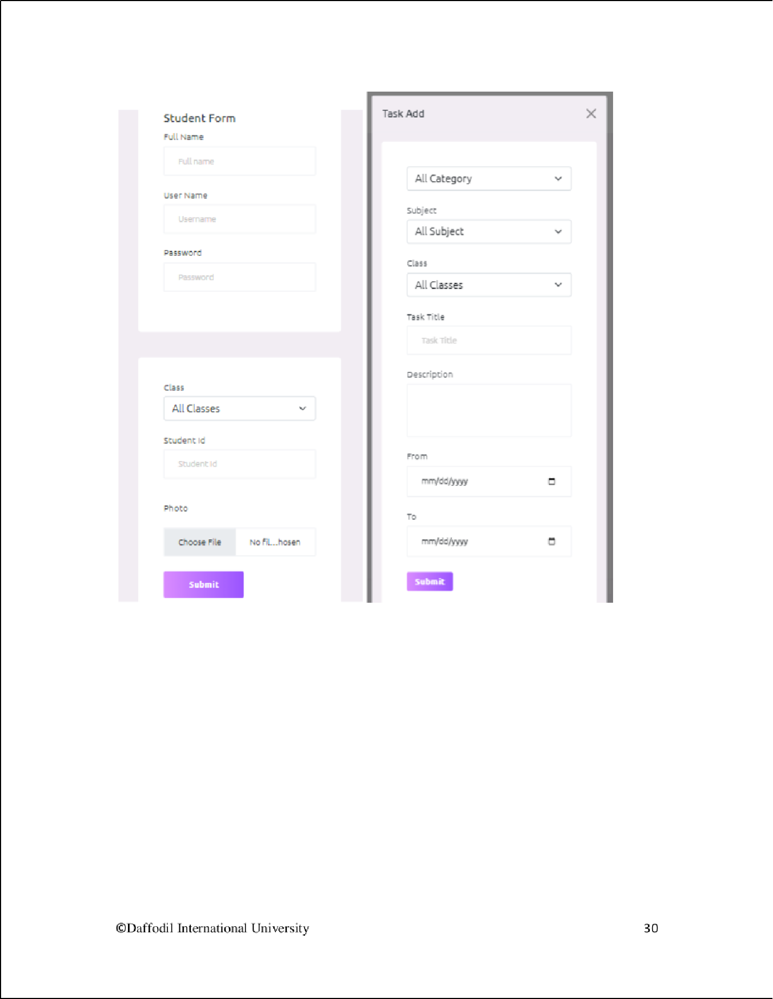 Student Form
Full Name
Full name
User Name
Username
Password
Password
Class
All Classes
Student Id
Student Id
Photo
Choose File No fil...hosen
Submit
Task Add
All Category
Subject
All Subject
Class
All Classes
Task Title
Task Title
Description
From
mm/dd/yyyy
To
mm/dd/yyyy
Submit
©Daffodil International University 30